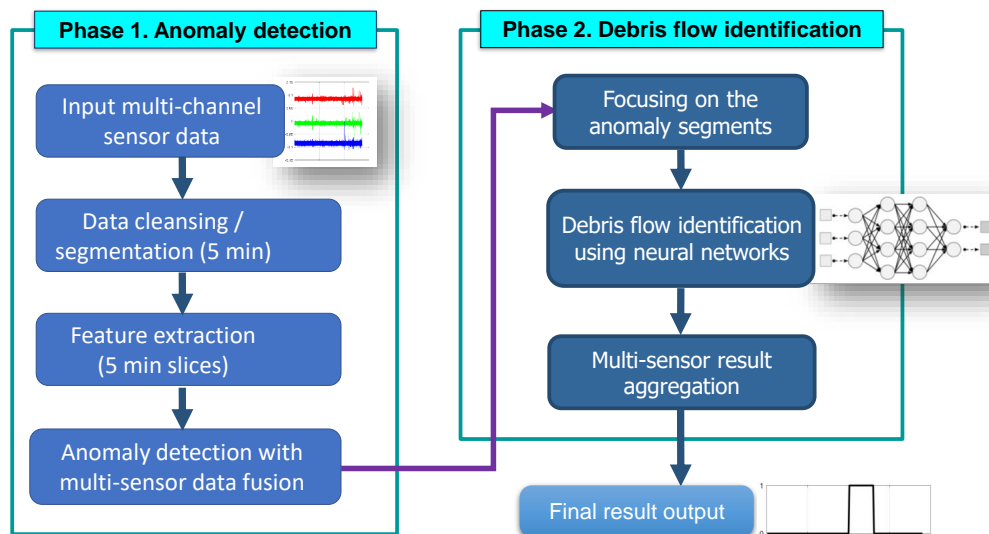 Phase 1. Anomaly detection
Input multi-channel
sensor data
Data cleansing /
segmentation (5 min)
Feature extraction
(5 min slices)
Anomaly detection with
multi-sensor data fusion
Phase 2. Debris flow identification
Focusing on the
anomaly segments
Debris flow identification
using neural networks
Multi-sensor result
aggregation
Final result output
1
0